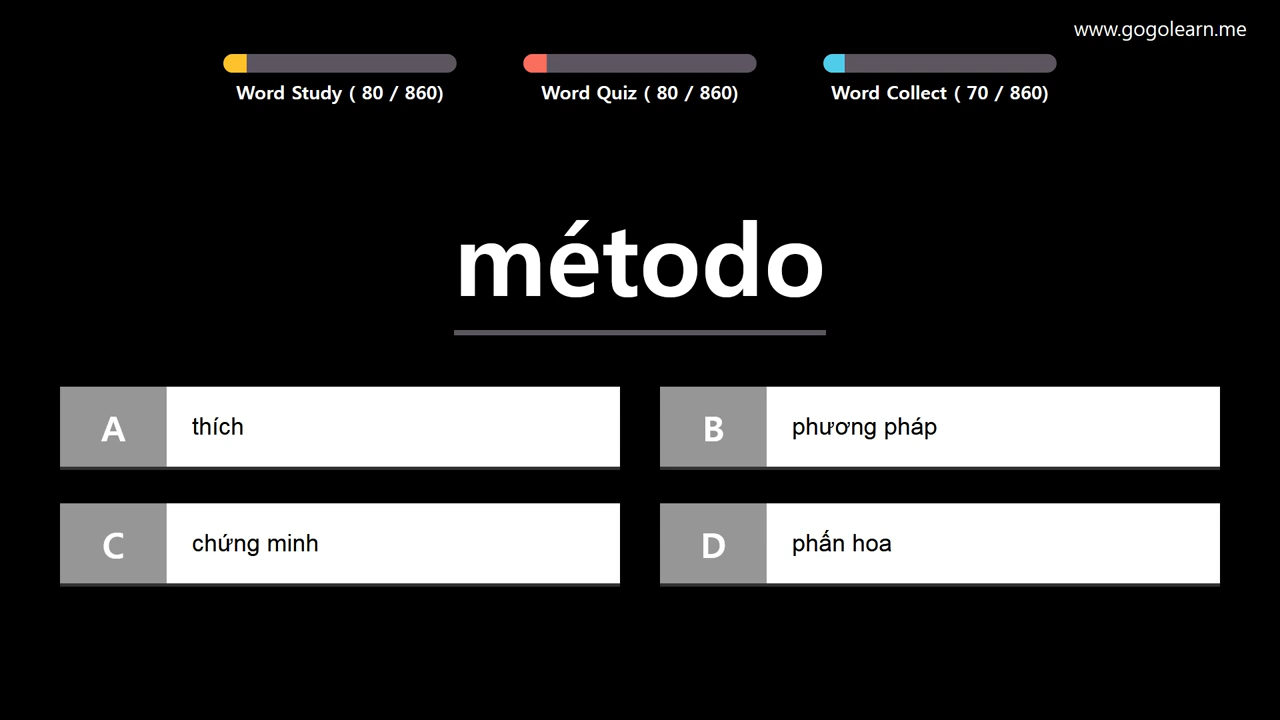 www.gogolearn.me
Word Study ( 80 / 860)
Word Quiz ( 80 / 860)
Word Collect ( 70 / 860)
método
A thích
B phương pháp
C chứng minh
D phấn hoa